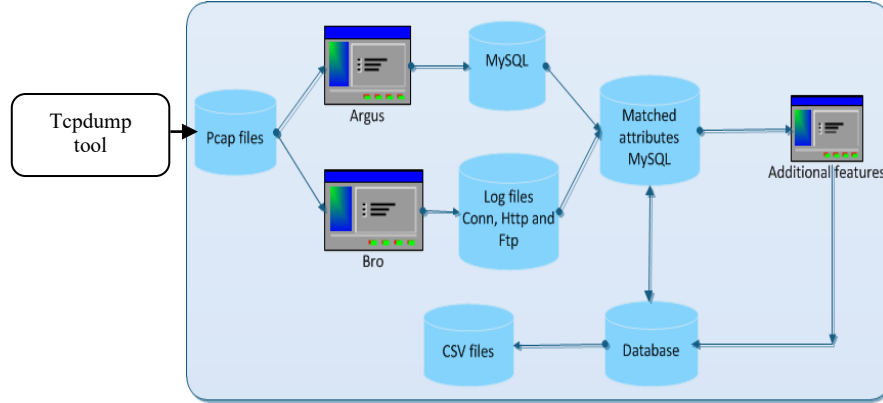 Tcpdump
tool
Pcap files
Argus
MySQL
Bro
Log files
Conn, Http and
Ftp
Matched
attributes
MySQL
Additional features
CSV files
Database